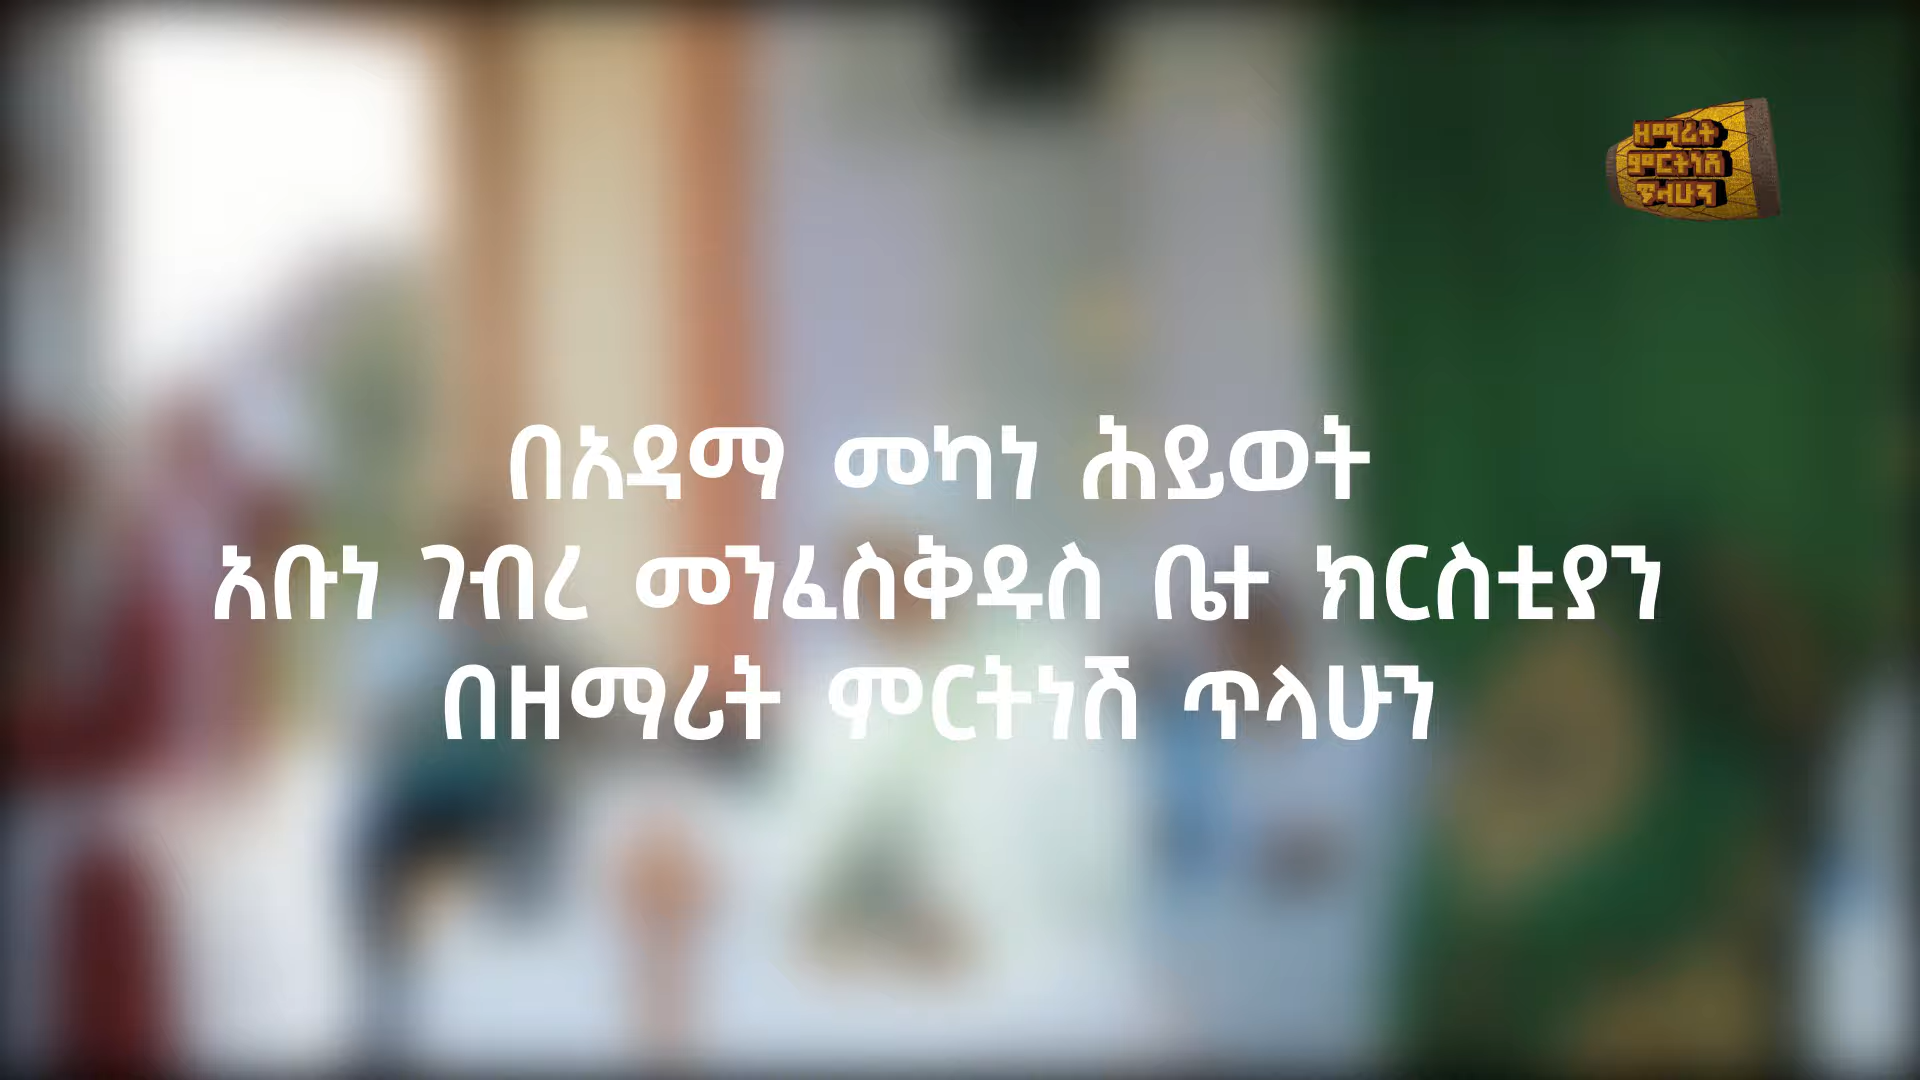 ዘማሪት
ምርትነሽ
ጥላሁን
በአዳማ መካነ ሕይወት
አቡነ ገብረ መንፈስቅዱስ ቤተ ክርስቲያን
በዘማሪት ምርትነሽ ጥላሁን